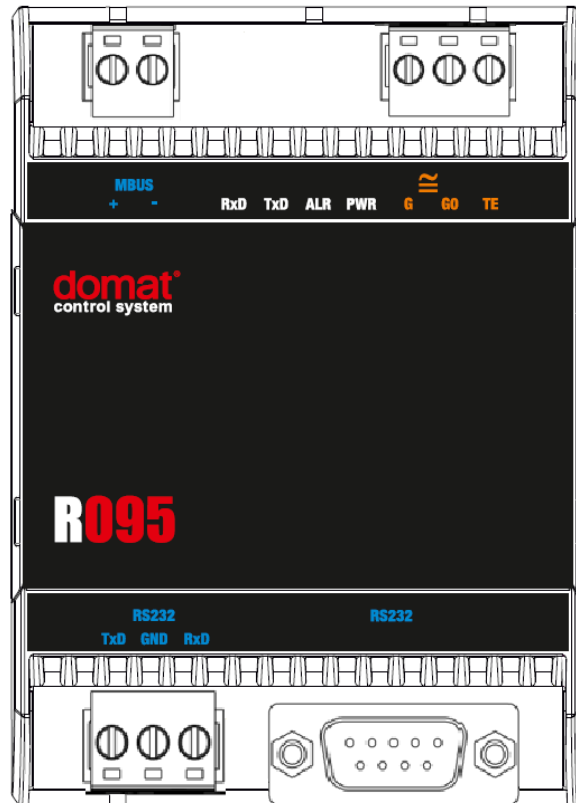 MBUS ≅
+ - RxD TxD ALR PWR G G0 TE
domat®
control system
R095
RS232 RS232
TxD GND RxD